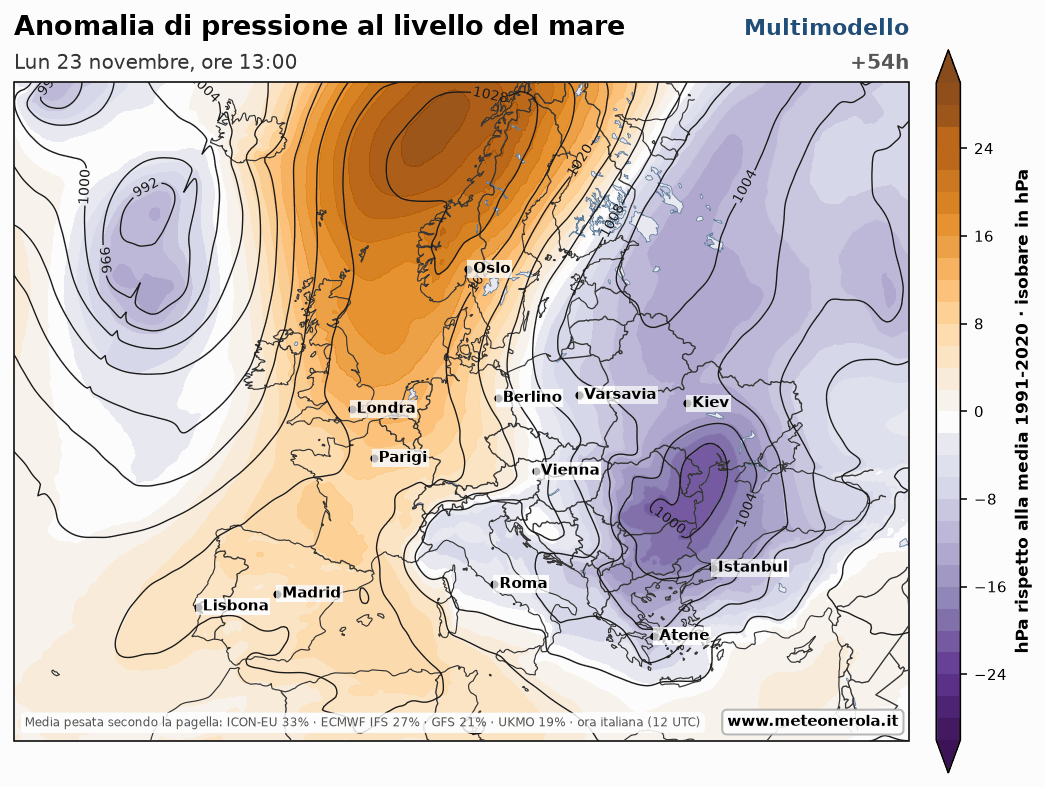 Anomalia di pressione al livello del mare
Multimodello
Lun 23 novembre, ore 13:00
+54h
1004
1020
1000
992
996
1020
1004
1008
Oslo
Londra
Berlino
Varsavia
Kiev
Parigi
Vienna
1000
1004
Istanbul
Roma
Madrid
Lisbona
Atene
24
16
8
0
−8
−16
−24
hPa rispetto alla media 1991-2020 · isobare in hPa
Media pesata secondo la pagella: ICON-EU 33% · ECMWF IFS 27% · GFS 21% · UKMO 19% · ora italiana (12 UTC)
www.meteonerola.it